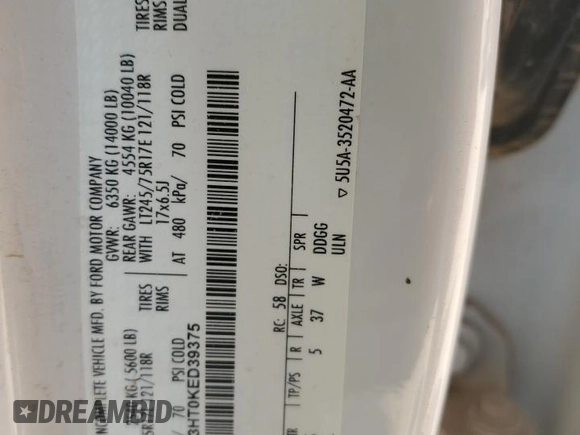 INCOMPLETE VEHICLE MFD. BY FORD MOTOR COMPANY
GVWR: 6350 KG (14000 LB)
KG (5600 LB) REAR GAWR: 4554 KG (10040 LB)
121/118R TIRES WITH LT245/75R17E 121/118R TIRES
RIMS 17x6.5J RIMS
70 PSI COLD AT 480 kPa/ 70 PSI COLD DUAL
3HT0KED39375
RC: 58 DSO:
TP/PS R AXLE TR SPR
5 37 W DDGG
ULN
▽ 5U5A-3520472-AA
DREAMBID